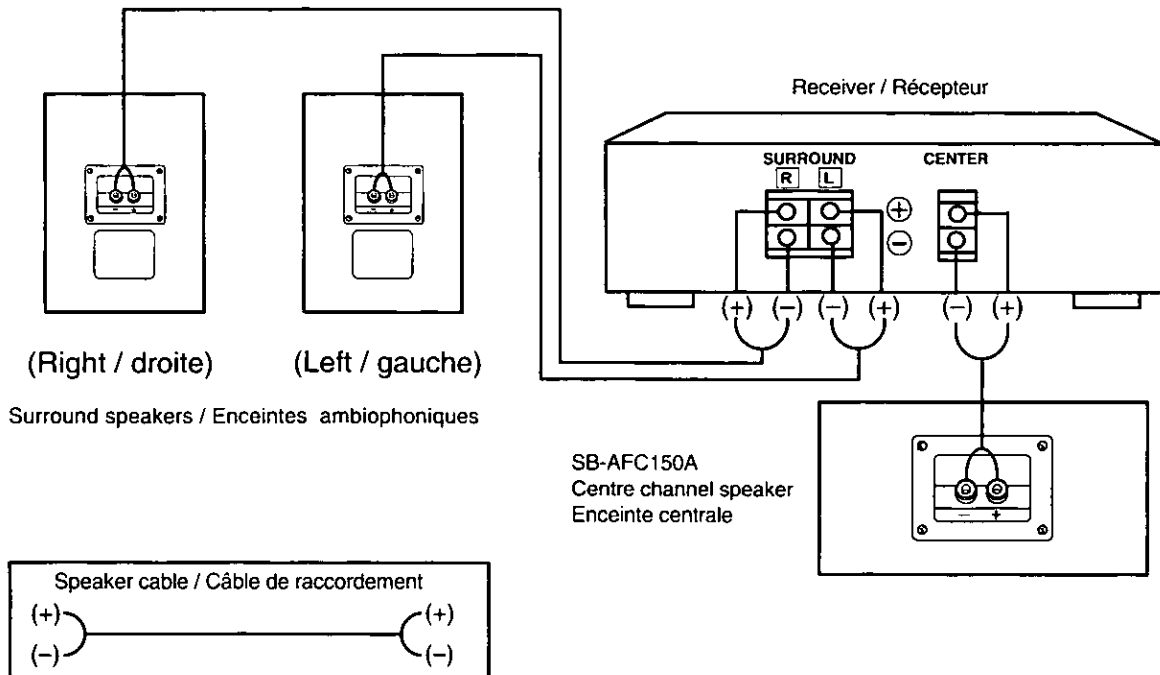 Receiver / Récepteur
SURROUND CENTER
R L
+
−
(+) (−) (−) (+) (−) (+)
− +
− +
(Right / droite) (Left / gauche)
Surround speakers / Enceintes ambiophoniques
SB-AFC150A
Centre channel speaker
Enceinte centrale
− +
Speaker cable / Câble de raccordement
(+) (+)
(−) (−)